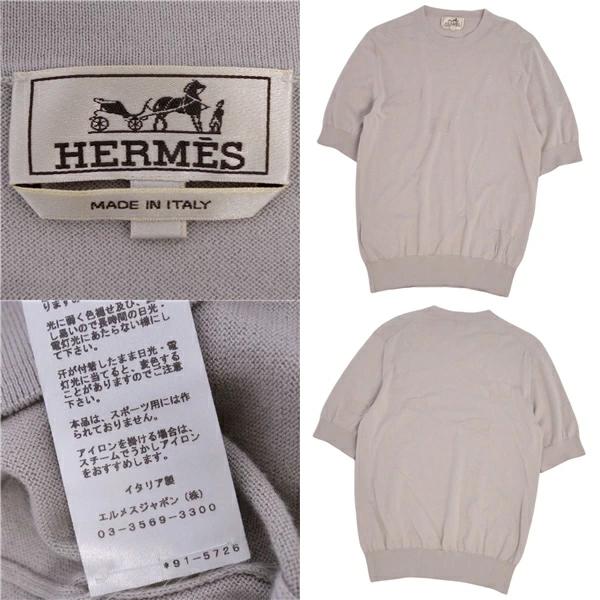 HERMÈS
MADE IN ITALY
HERMÈS
光に弱く色褪せ及び、
し易いので長時間の日光・
電灯光にあたらない様にし
て下さい。
汗が付着したまま日光・電
灯光に当てると、変色する
ことがありますのでご注意
下さい。
本品は、スポーツ用には作
られておりません。
アイロンを掛ける場合は、
スチームでうかしアイロン
をおすすめします。
イタリア製
エルメスジャポン(株)
03-3569-3300
*91-5726